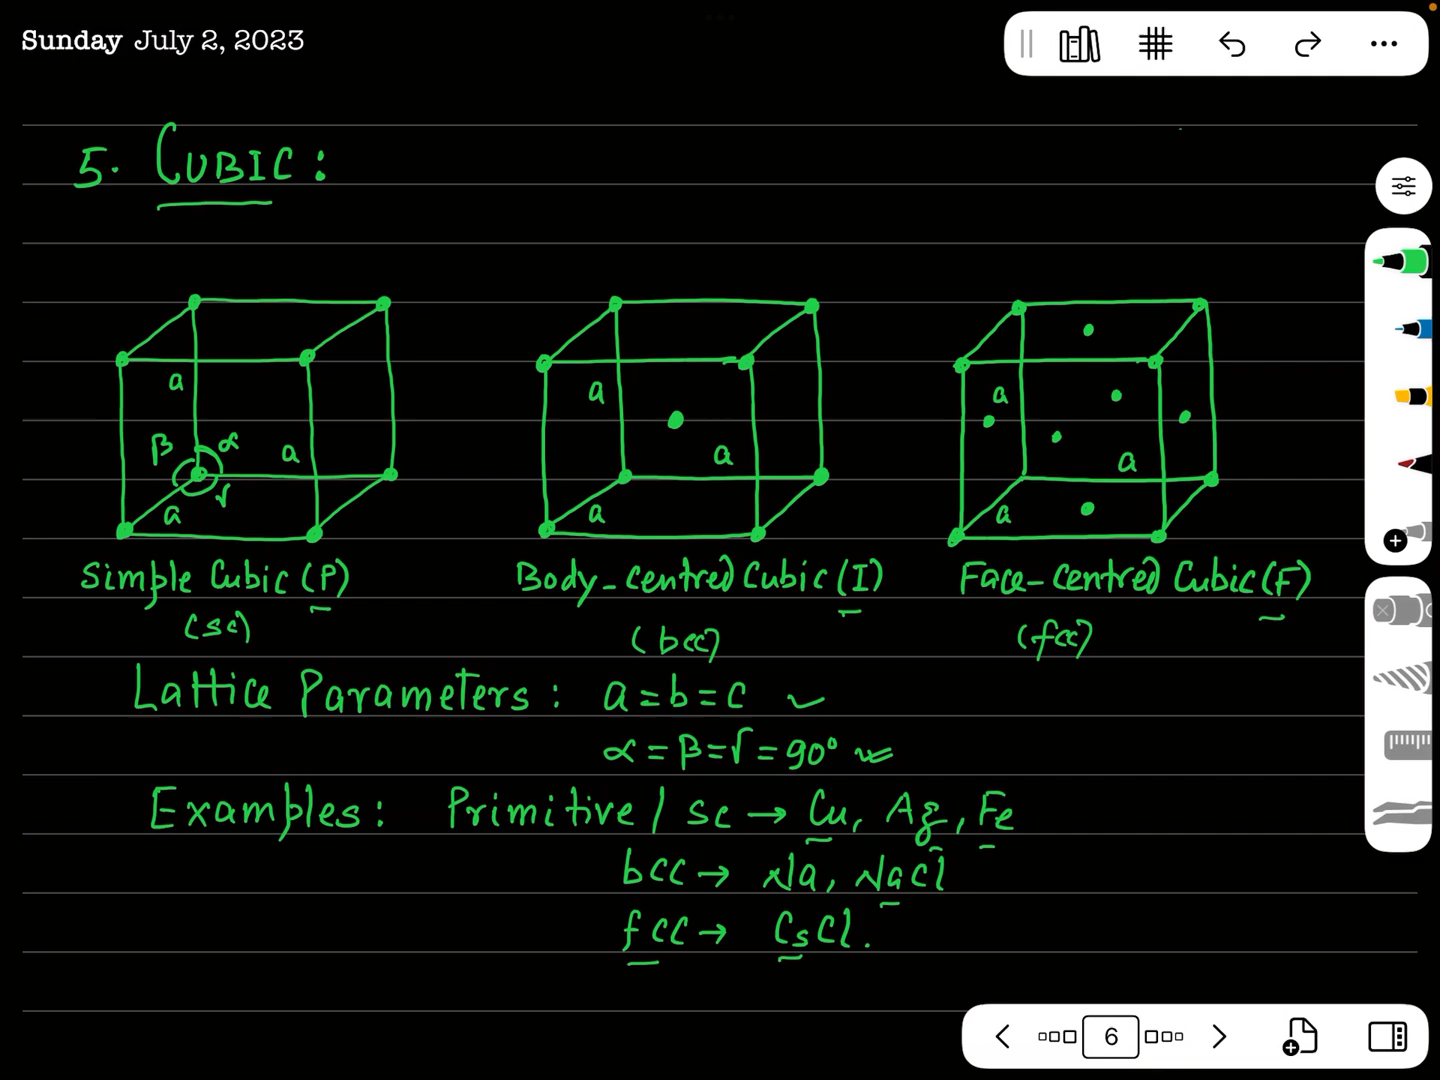 Sunday July 2, 2023
5. CUBIC:
a
β α
a
a γ
a
a
a
a
a
a
Simple Cubic (P)
(sc)
Body-centred Cubic (I)
(bcc)
Face-centred Cubic (F)
(fcc)
Lattice Parameters: a = b = c
α = β = γ = 90°
Examples: Primitive / sc → Cu, Ag, Fe
bcc → Na, NaCl
fcc → CsCl.
6